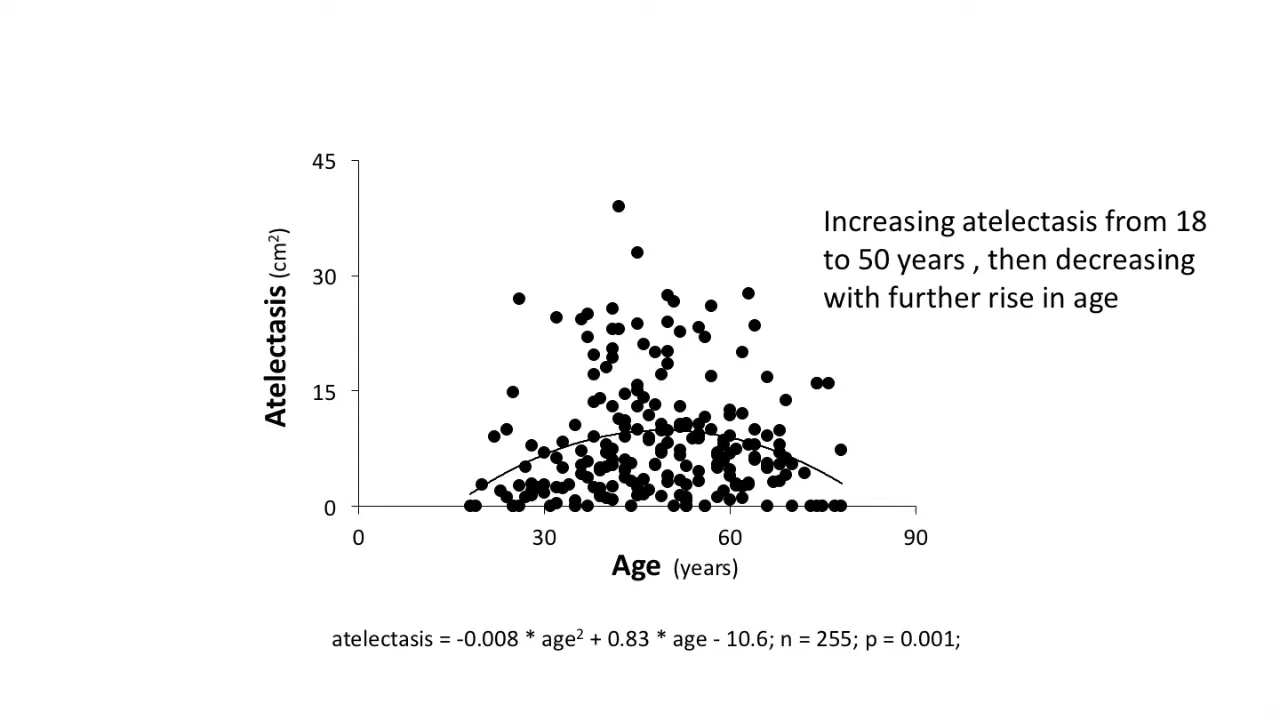 45
30
15
0
Atelectasis (cm²)
0 30 60 90
Age (years)
Increasing atelectasis from 18
to 50 years , then decreasing
with further rise in age
atelectasis = -0.008 * age² + 0.83 * age - 10.6; n = 255; p = 0.001;